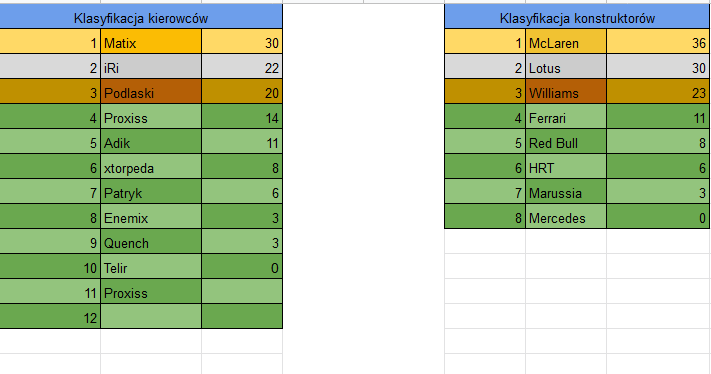 Klasyfikacja kierowców
1 Matix 30
2 iRi 22
3 Podlaski 20
4 Proxiss 14
5 Adik 11
6 xtorpeda 8
7 Patryk 6
8 Enemix 3
9 Quench 3
10 Telir 0
11 Proxiss
12
Klasyfikacja konstruktorów
1 McLaren 36
2 Lotus 30
3 Williams 23
4 Ferrari 11
5 Red Bull 8
6 HRT 6
7 Marussia 3
8 Mercedes 0